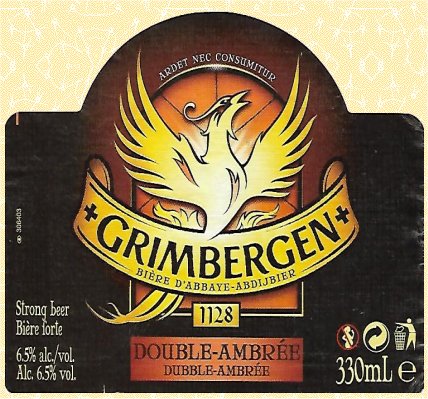 ARDET NEC CONSUMITUR
GRIMBERGEN
BIÈRE D'ABBAYE-ABDIJBIER
1128
Strong beer
Bière forte
DOUBLE-AMBRÉE
DUBBLE-AMBRÉE
6.5% alc./vol.
Alc. 6.5% vol.
330mL e